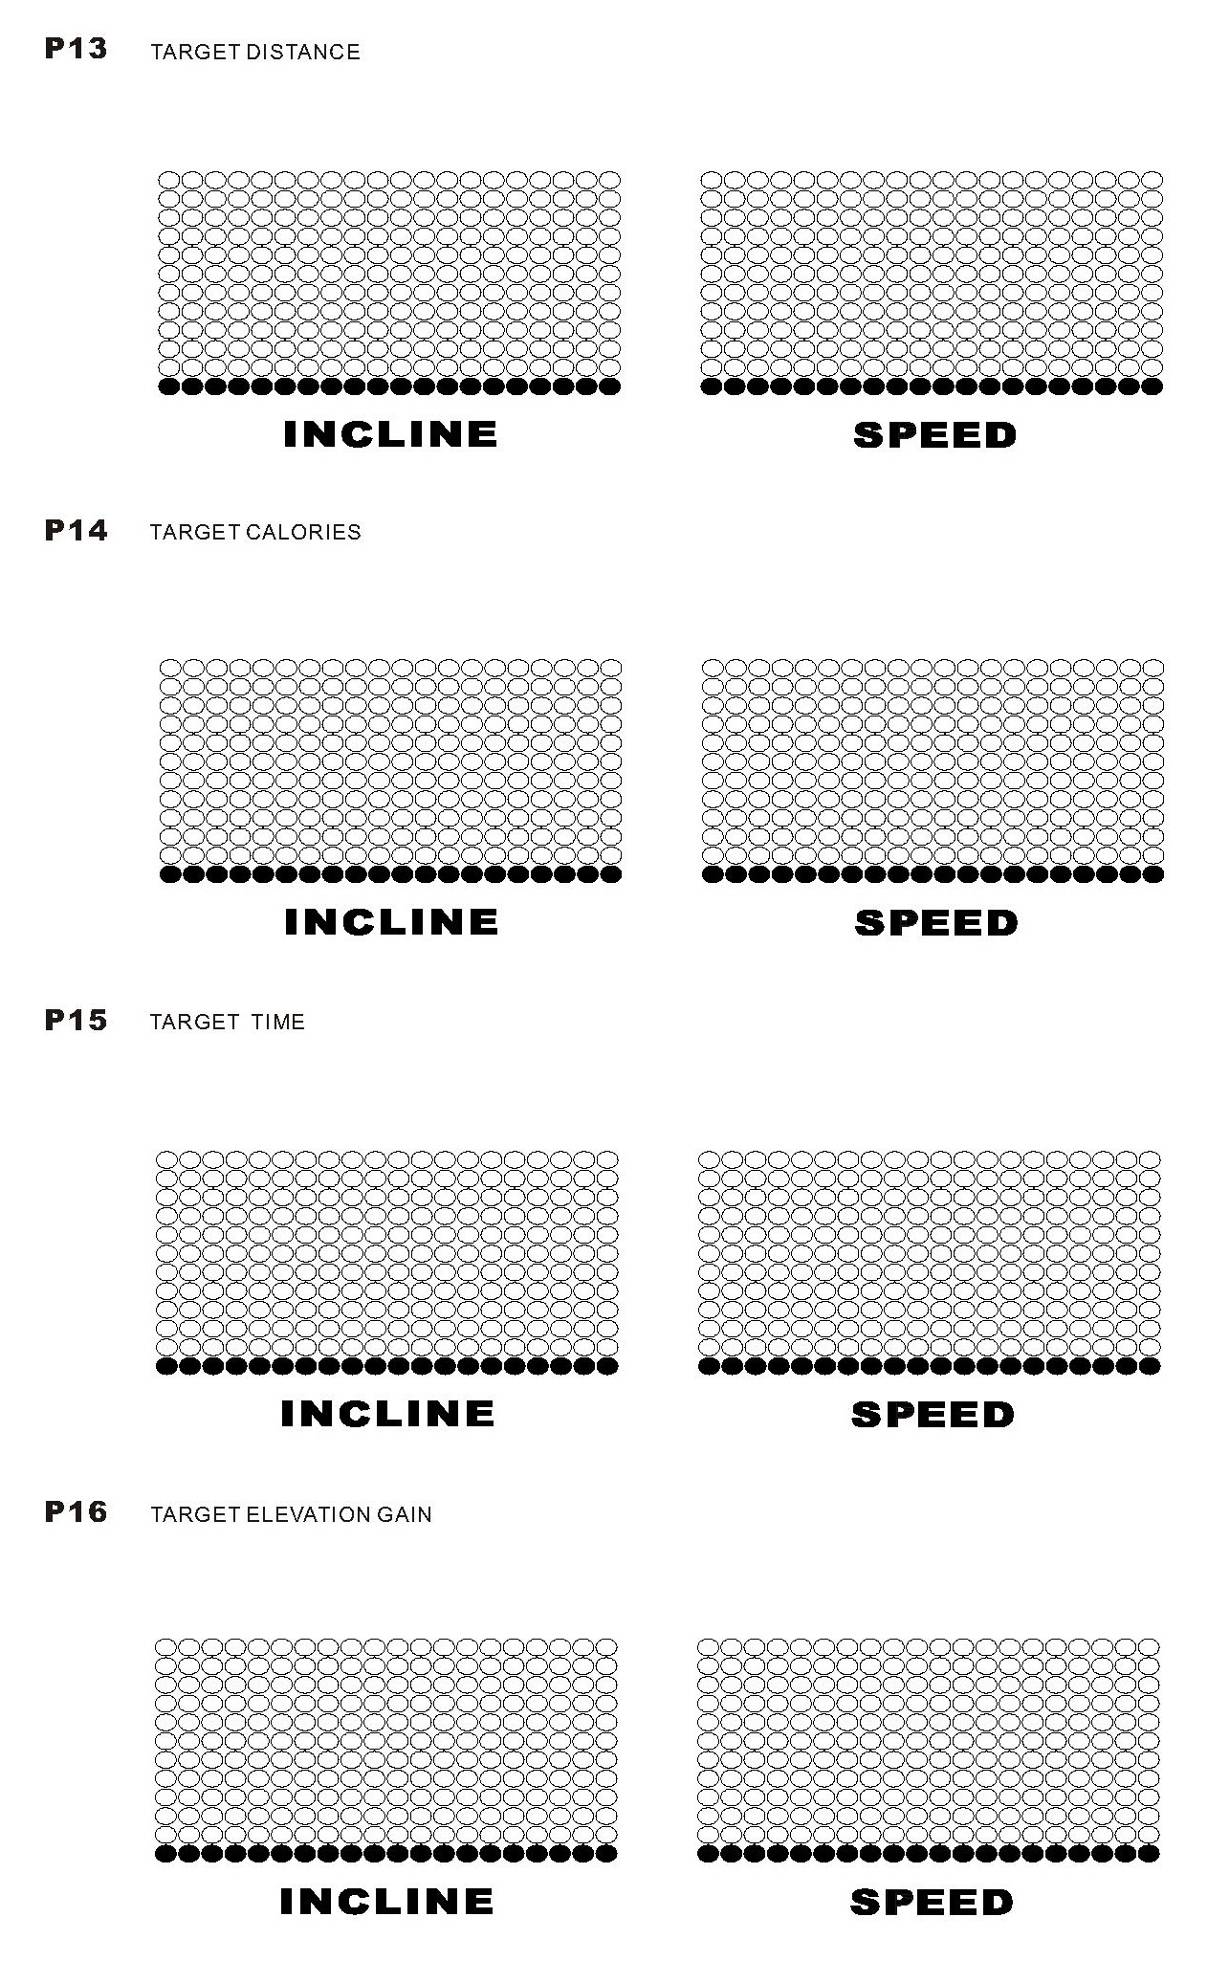 P13 TARGET DISTANCE
INCLINE SPEED
P14 TARGET CALORIES
INCLINE SPEED
P15 TARGET TIME
INCLINE SPEED
P16 TARGET ELEVATION GAIN
INCLINE SPEED